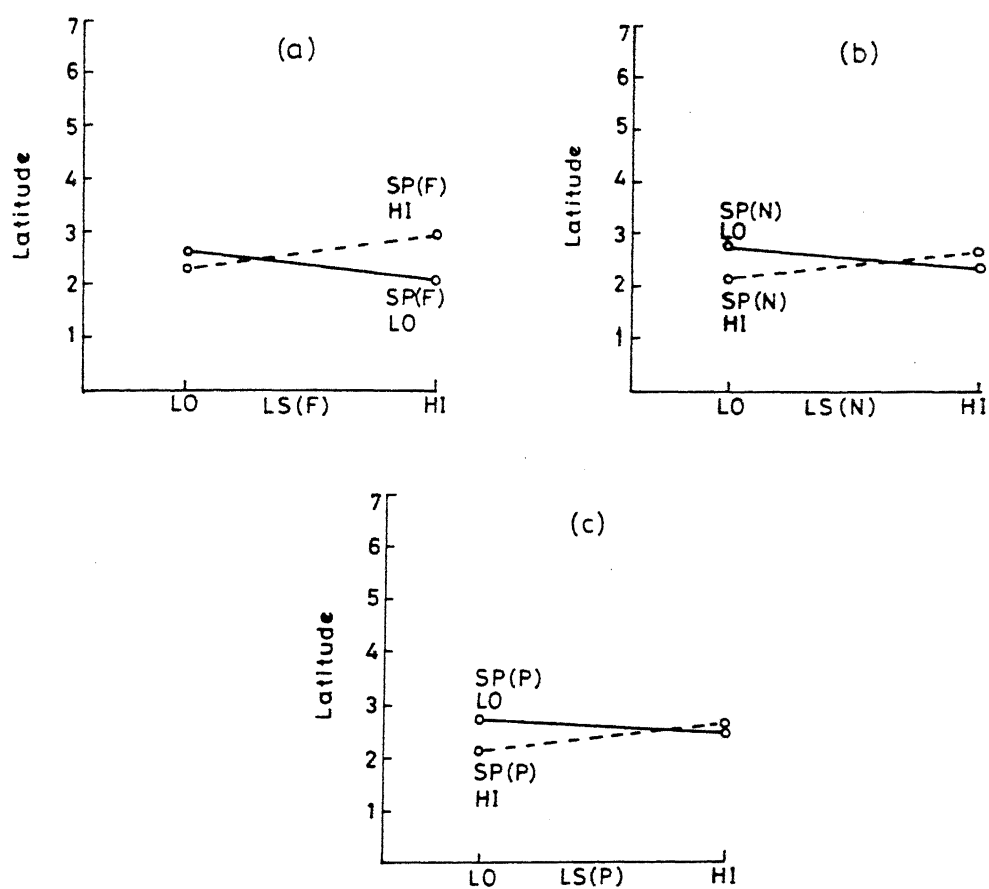 (a)
7
6
5
4
3
2
1
Latitude
SP(F)
HI
SP(F)
LO
LO LS(F) HI
(b)
7
6
5
4
3
2
1
Latitude
SP(N)
LO
SP(N)
HI
LO LS(N) HI
(c)
7
6
5
4
3
2
1
Latitude
SP(P)
LO
SP(P)
HI
LO LS(P) HI